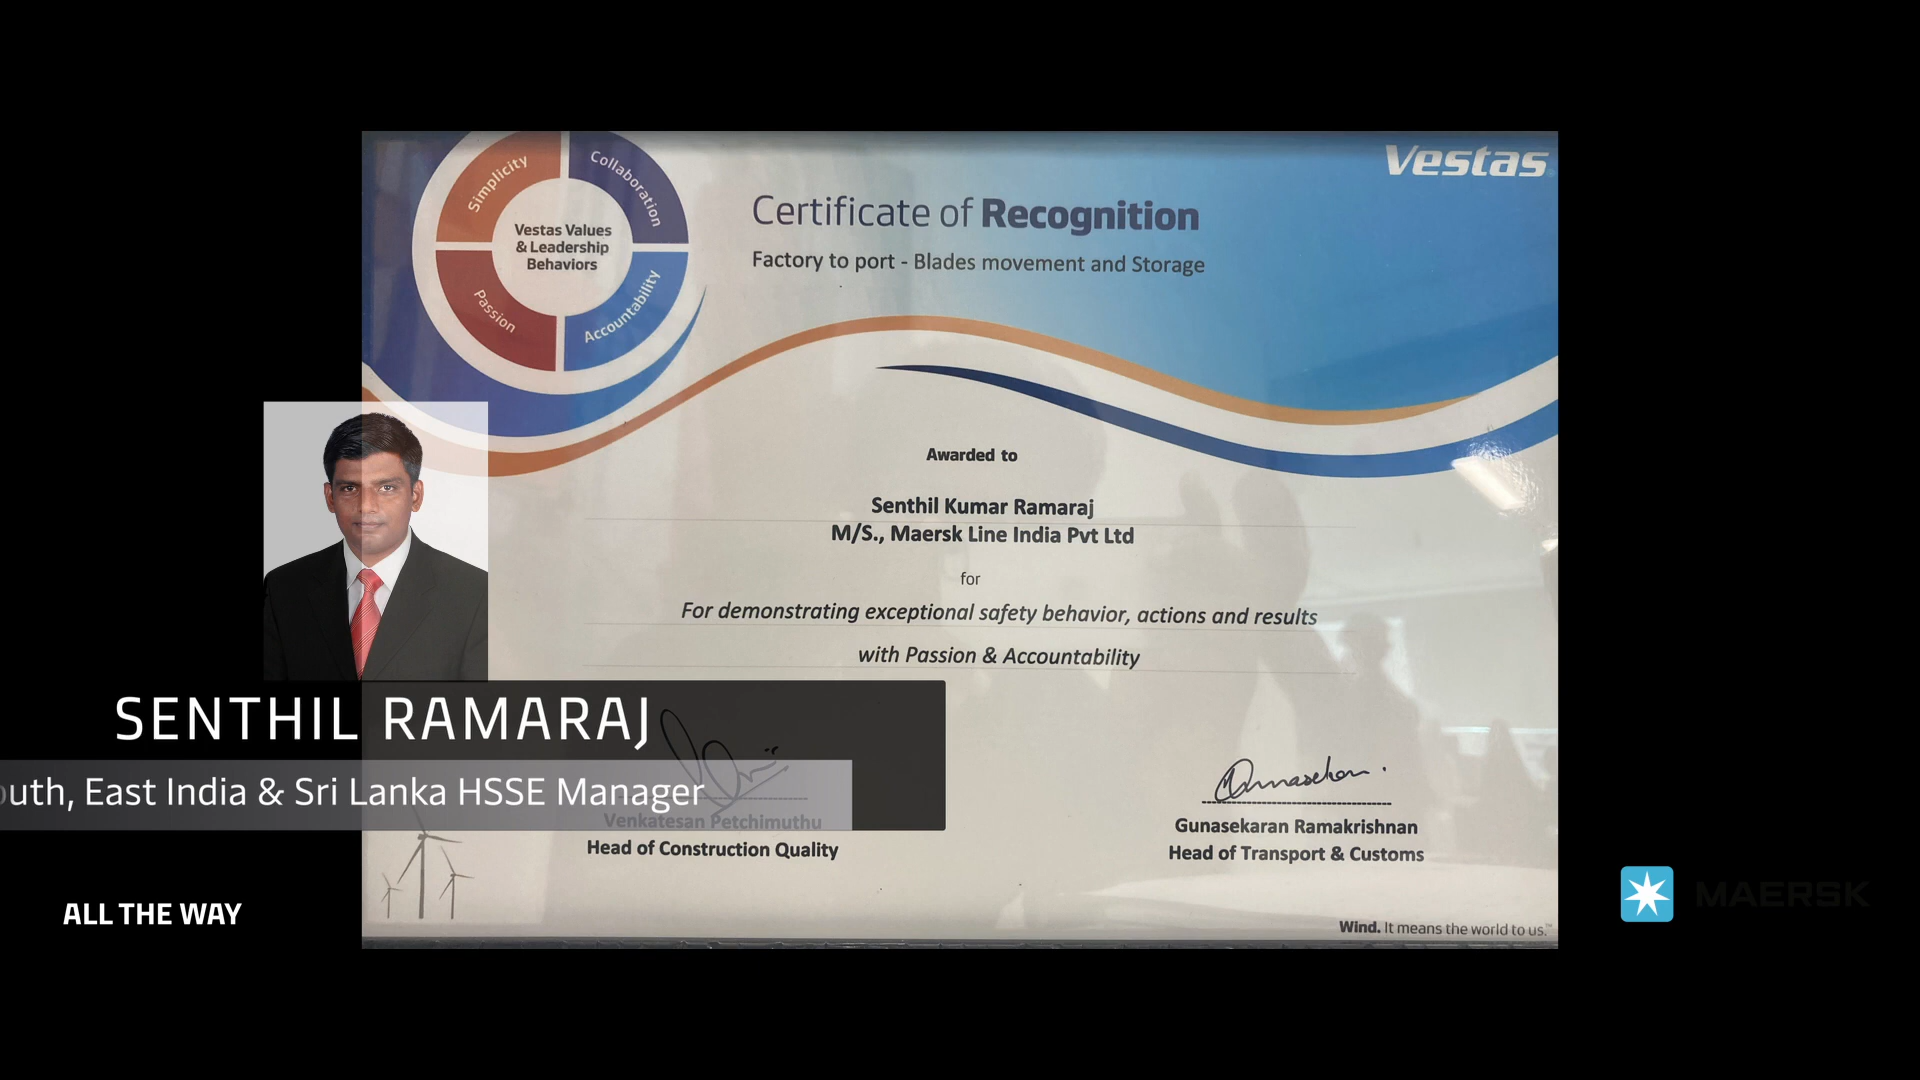 Vestas
Simplicity
Collaboration
Vestas Values
& Leadership
Behaviors
Passion
Accountability
Certificate of Recognition
Factory to port - Blades movement and Storage
Awarded to
Senthil Kumar Ramaraj
M/S., Maersk Line India Pvt Ltd
for
For demonstrating exceptional safety behavior, actions and results
with Passion & Accountability
SENTHIL RAMARAJ
outh, East India & Sri Lanka HSSE Manager
Venkatesan Petchimuthu
Head of Construction Quality
Gunasekaran Ramakrishnan
Head of Transport & Customs
ALL THE WAY
MAERSK
Wind. It means the world to us.™